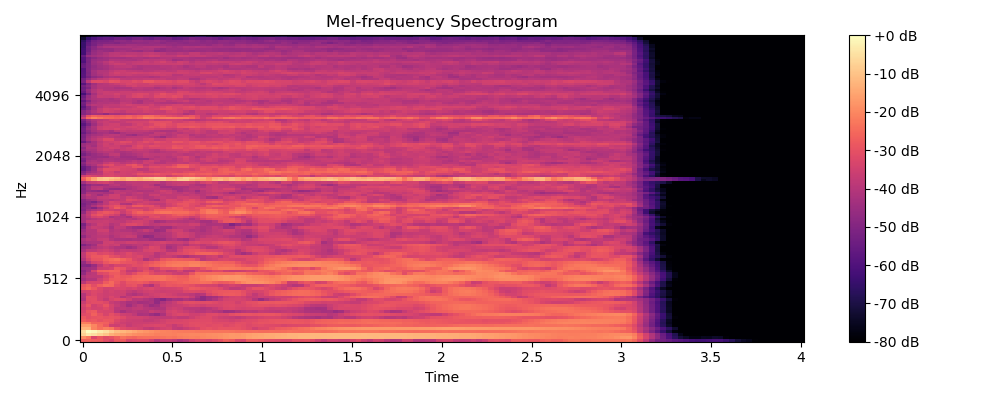 Mel-frequency Spectrogram
Hz
4096
2048
1024
512
0
0 0.5 1 1.5 2 2.5 3 3.5 4
Time
+0 dB
-10 dB
-20 dB
-30 dB
-40 dB
-50 dB
-60 dB
-70 dB
-80 dB